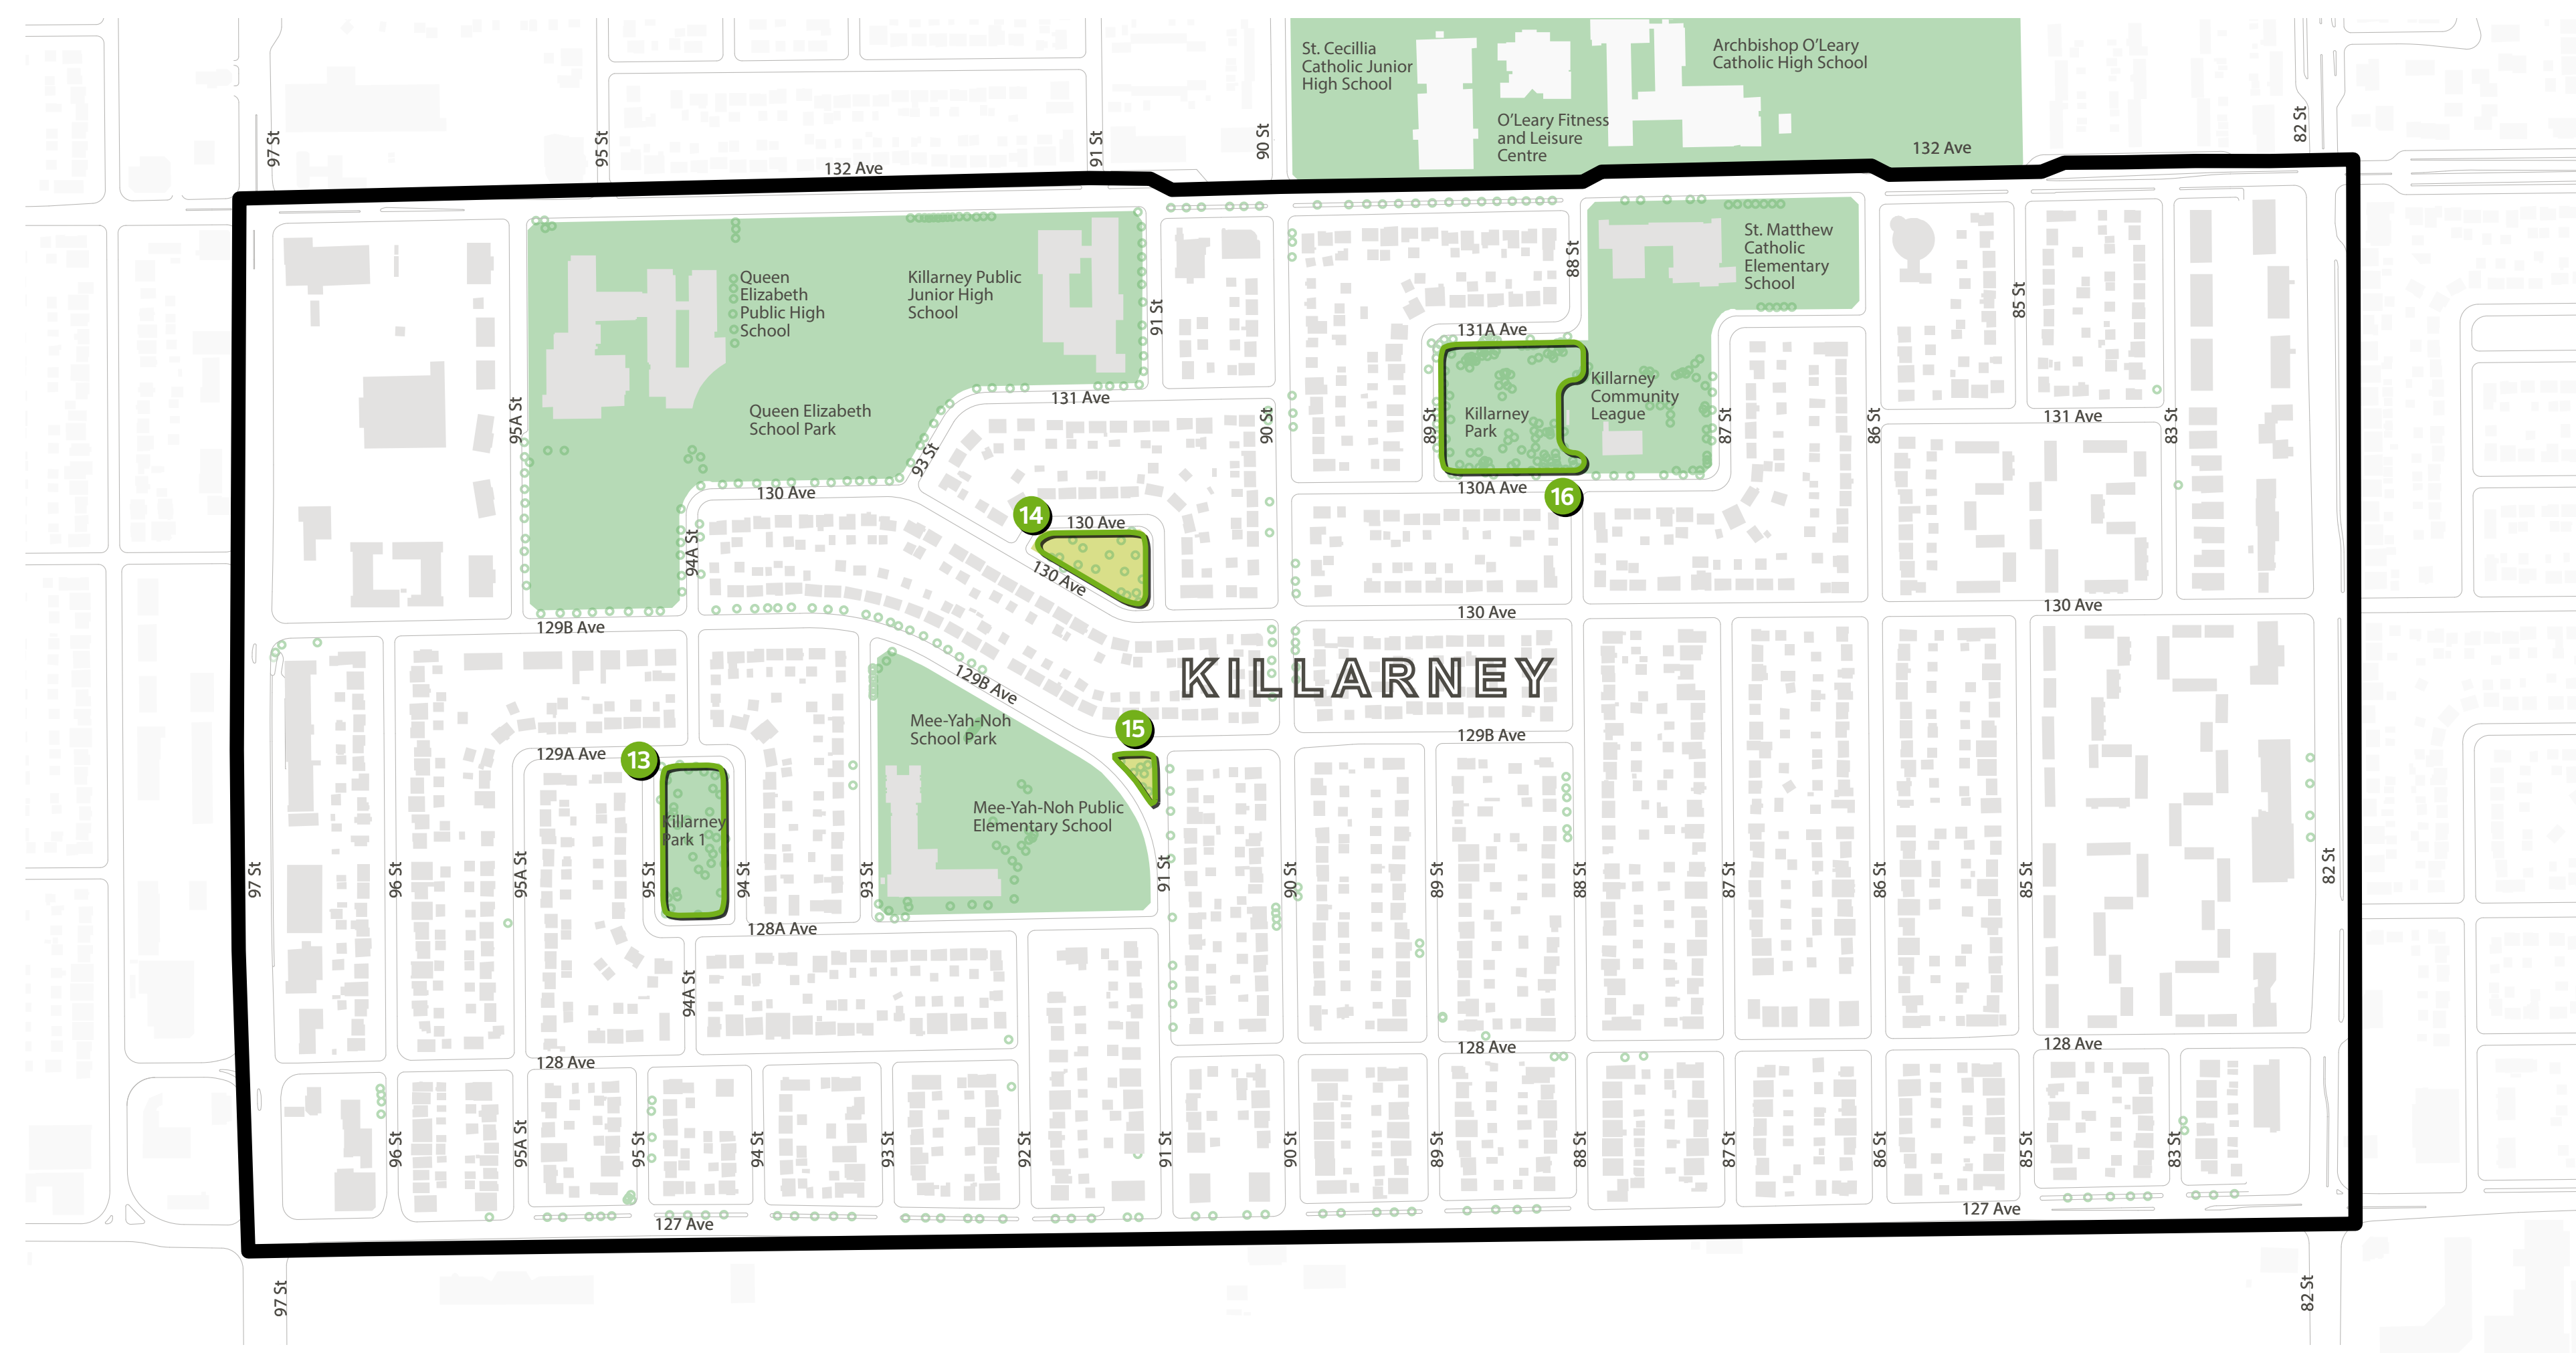 St. Cecillia
Catholic Junior
High School
Archbishop O'Leary
Catholic High School
O'Leary Fitness
and Leisure
Centre
97 St
95 St
91 St
90 St
82 St
132 Ave
132 Ave
Queen
Elizabeth
Public High
School
Killarney Public
Junior High
School
St. Matthew
Catholic
Elementary
School
88 St
91 St
85 St
131A Ave
Queen Elizabeth
School Park
131 Ave
Killarney
Park
Killarney
Community
League
95A St
93 St
90 St
89 St
87 St
86 St
131 Ave
83 St
130 Ave
130A Ave
16
14
130 Ave
94A St
130 Ave
130 Ave
130 Ave
129B Ave
KILLARNEY
129B Ave
Mee-Yah-Noh
School Park
15
129B Ave
129A Ave
13
Killarney
Park 1
Mee-Yah-Noh Public
Elementary School
97 St
96 St
95A St
95 St
94 St
93 St
91 St
90 St
89 St
88 St
87 St
86 St
85 St
82 St
128A Ave
94A St
128 Ave
128 Ave
128 Ave
96 St
95A St
95 St
94 St
93 St
92 St
91 St
90 St
89 St
88 St
87 St
86 St
85 St
83 St
127 Ave
127 Ave
97 St
82 St